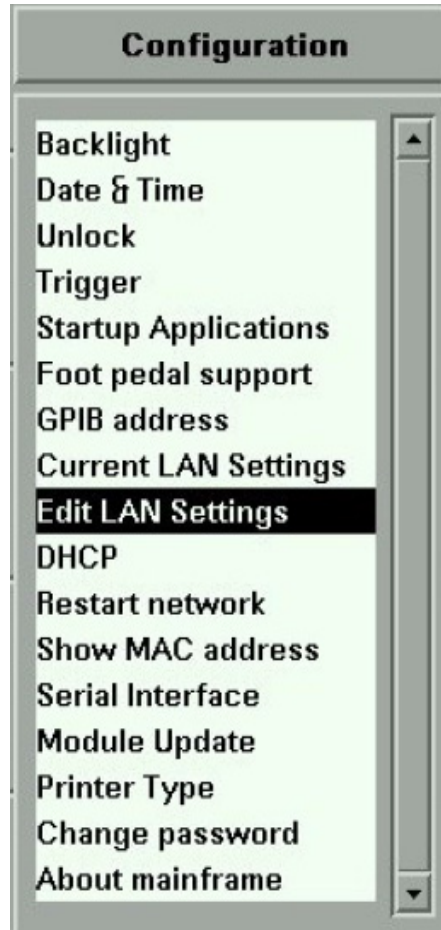 Configuration
Backlight
Date & Time
Unlock
Trigger
Startup Applications
Foot pedal support
GPIB address
Current LAN Settings
Edit LAN Settings
DHCP
Restart network
Show MAC address
Serial Interface
Module Update
Printer Type
Change password
About mainframe